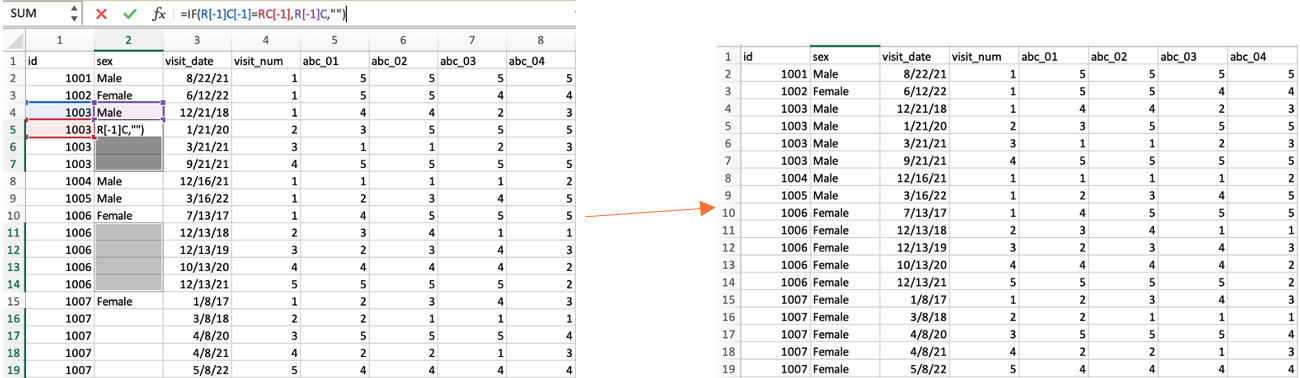 SUM fx =IF(R[-1]C[-1]=RC[-1],R[-1]C,"")
1 2 3 4 5 6 7 8
1 id sex visit_date visit_num abc_01 abc_02 abc_03 abc_04
2 1001 Male 8/22/21 1 5 5 5 5
3 1002 Female 6/12/22 1 5 5 4 4
4 1003 Male 12/21/18 1 4 4 2 3
5 1003 R[-1]C,"") 1/21/20 2 3 5 5 5
6 1003 3/21/21 3 1 1 2 3
7 1003 9/21/21 4 5 5 5 5
8 1004 Male 12/16/21 1 1 1 1 2
9 1005 Male 3/16/22 1 2 3 4 5
10 1006 Female 7/13/17 1 4 5 5 5
11 1006 12/13/18 2 3 4 1 1
12 1006 12/13/19 3 2 3 4 3
13 1006 10/13/20 4 4 4 4 2
14 1006 12/13/21 5 5 5 5 2
15 1007 Female 1/8/17 1 2 3 4 3
16 1007 3/8/18 2 2 1 1 1
17 1007 4/8/20 3 5 5 5 4
18 1007 4/8/21 4 2 2 1 3
19 1007 5/8/22 5 4 4 4 4
1 id sex visit_date visit_num abc_01 abc_02 abc_03 abc_04
2 1001 Male 8/22/21 1 5 5 5 5
3 1002 Female 6/12/22 1 5 5 4 4
4 1003 Male 12/21/18 1 4 4 2 3
5 1003 Male 1/21/20 2 3 5 5 5
6 1003 Male 3/21/21 3 1 1 2 3
7 1003 Male 9/21/21 4 5 5 5 5
8 1004 Male 12/16/21 1 1 1 1 2
9 1005 Male 3/16/22 1 2 3 4 5
10 1006 Female 7/13/17 1 4 5 5 5
11 1006 Female 12/13/18 2 3 4 1 1
12 1006 Female 12/13/19 3 2 3 4 3
13 1006 Female 10/13/20 4 4 4 4 2
14 1006 Female 12/13/21 5 5 5 5 2
15 1007 Female 1/8/17 1 2 3 4 3
16 1007 Female 3/8/18 2 2 1 1 1
17 1007 Female 4/8/20 3 5 5 5 4
18 1007 Female 4/8/21 4 2 2 1 3
19 1007 Female 5/8/22 5 4 4 4 4